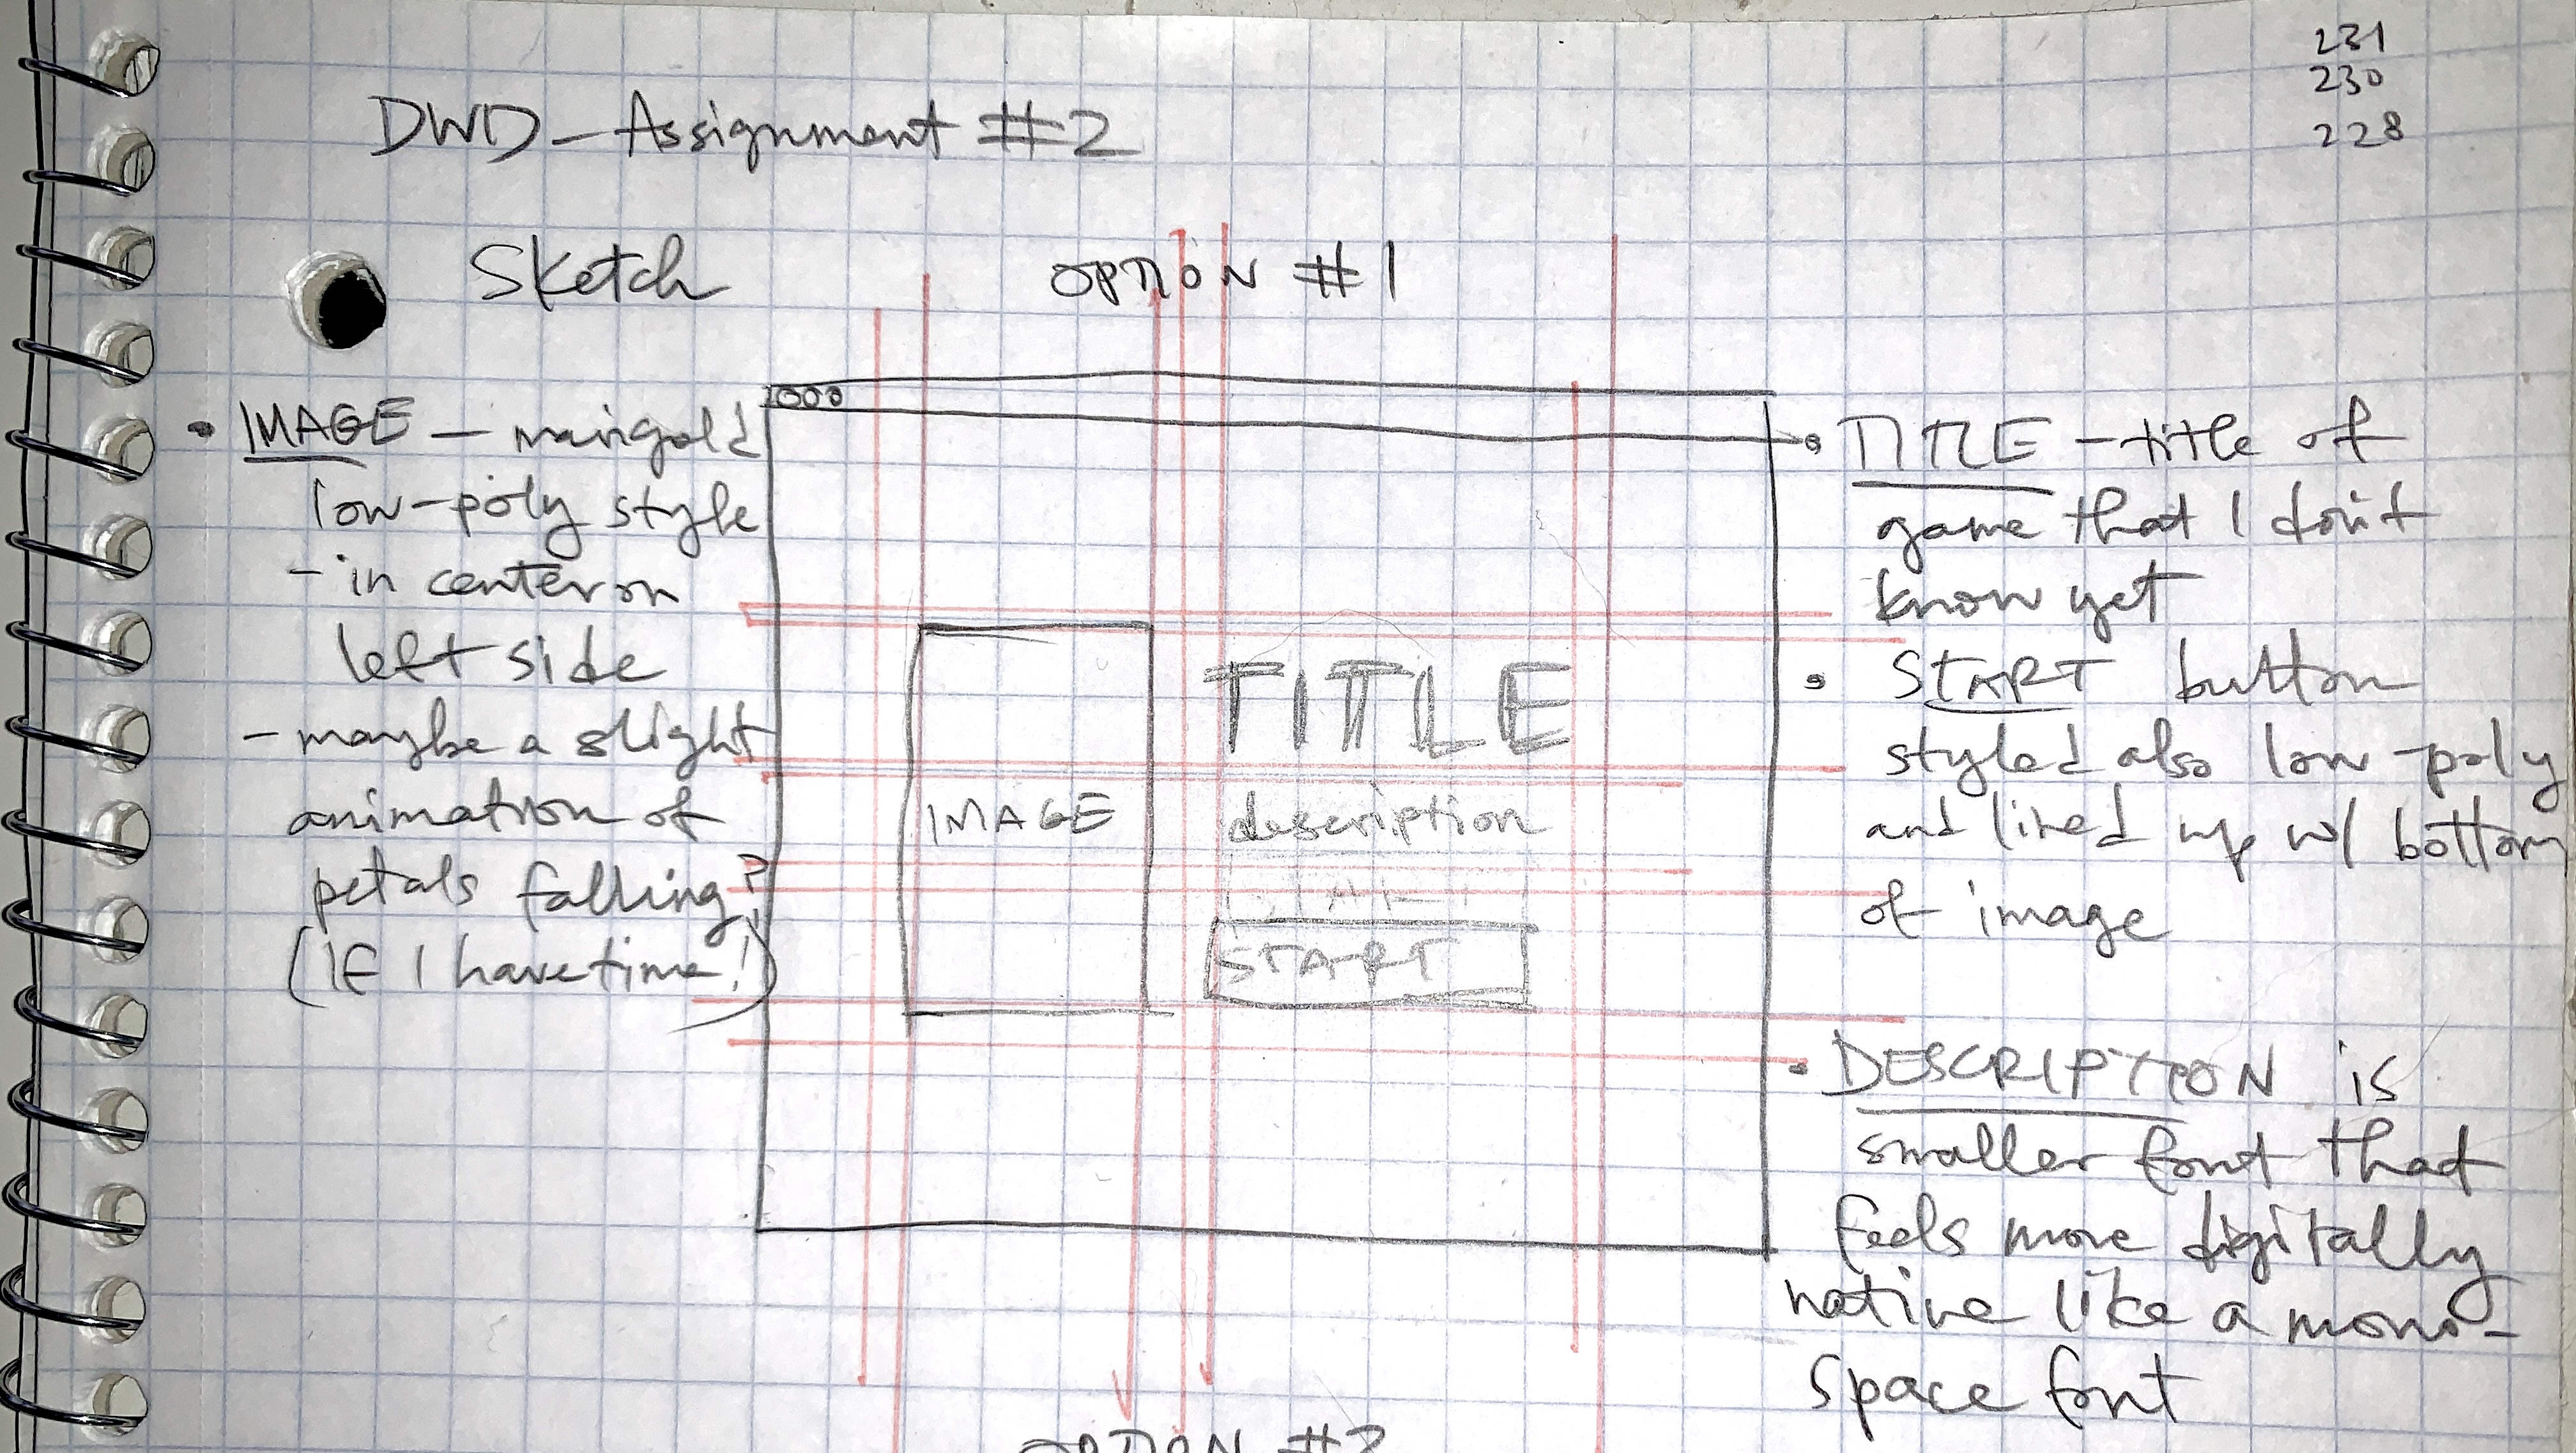 231
230
228
DWD - Assignment #2
Sketch
OPTION #1
• IMAGE - marigold
low-poly style
- in center on
left side
- maybe a slight
animation of
petals falling?
(IF I have time!)
TITLE
IMAGE
description
START
• TITLE - title of
game that I don't
know yet
• START button
styled also low-poly
and lined up w/ bottom
of image
• DESCRIPTION is
smaller font that
feels more digitally
native like a mono-
space font
OPTION #2